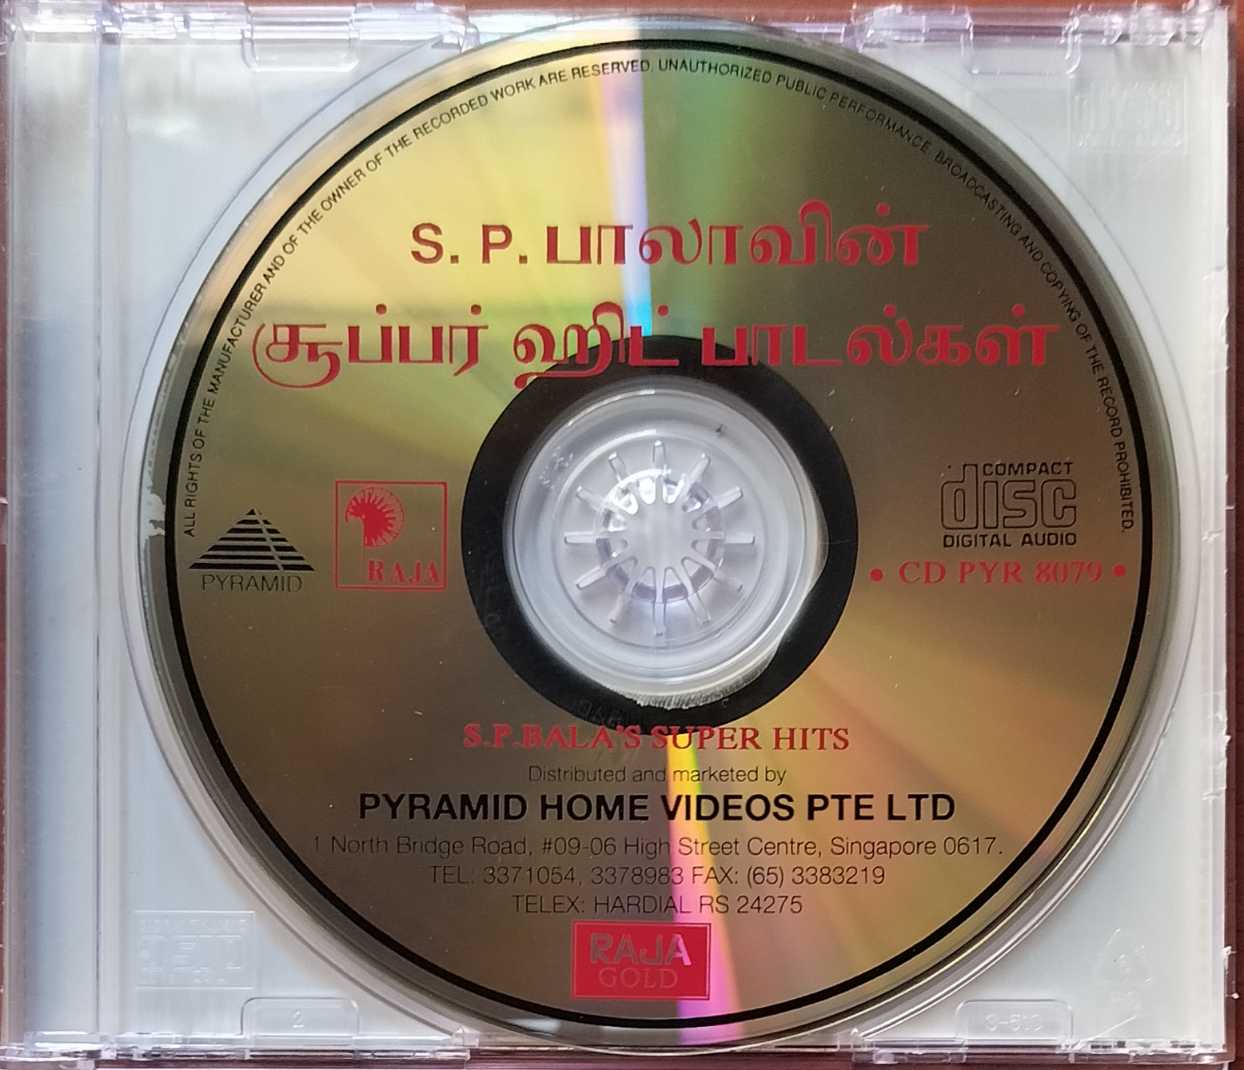 ALL RIGHTS OF THE MANUFACTURER AND OF THE OWNER OF THE RECORDED WORK ARE RESERVED. UNAUTHORIZED PUBLIC PERFORMANCE. BROADCASTING AND COPYING OF THE RECORD PROHIBITED.
S. P. பாலாவின்
சூப்பர் ஹிட் பாடல்கள்
PYRAMID
RAJA
COMPACT
disc
DIGITAL AUDIO
• CD PYR 8079 •
S.P.BALA'S SUPER HITS
Distributed and marketed by
PYRAMID HOME VIDEOS PTE LTD
1 North Bridge Road, #09-06 High Street Centre, Singapore 0617.
TEL: 3371054, 3378983 FAX: (65) 3383219
TELEX: HARDIAL RS 24275
RAJA
GOLD
2